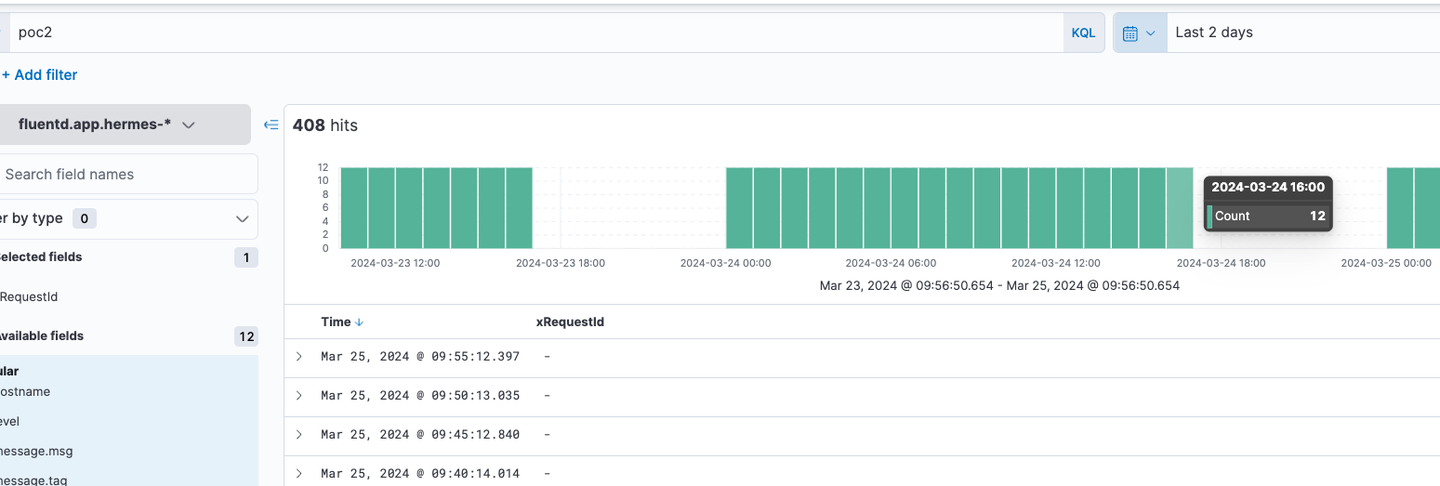 poc2 KQL Last 2 days
+ Add filter
fluentd.app.hermes-*
408 hits
Search field names
er by type 0
Selected fields 1
RequestId
Available fields 12
ular
ostname
evel
message.msg
message.tag
12
10
8
6
4
2
0
2024-03-24 16:00
Count 12
2024-03-23 12:00 2024-03-23 18:00 2024-03-24 00:00 2024-03-24 06:00 2024-03-24 12:00 2024-03-24 18:00 2024-03-25 00:00
Mar 23, 2024 @ 09:56:50.654 - Mar 25, 2024 @ 09:56:50.654
Time xRequestId
Mar 25, 2024 @ 09:55:12.397 -
Mar 25, 2024 @ 09:50:13.035 -
Mar 25, 2024 @ 09:45:12.840 -
Mar 25, 2024 @ 09:40:14.014 -